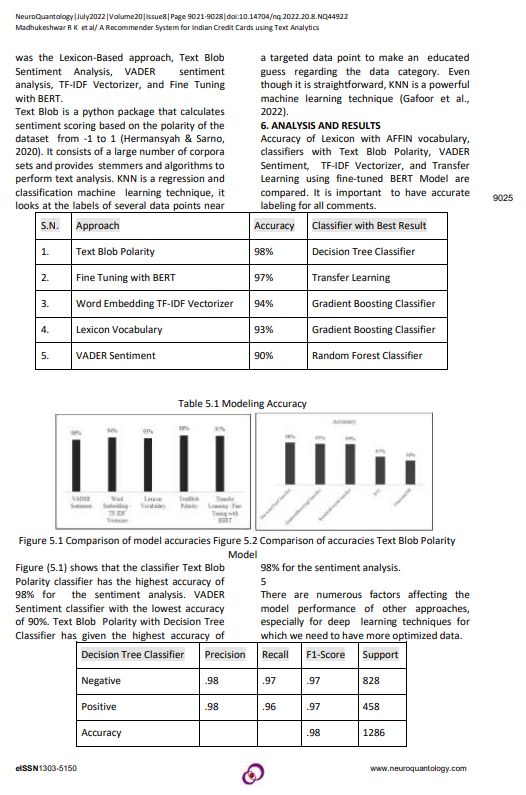 NeuroQuantology|July2022|Volume20|Issue8|Page 9021-9028|doi:10.14704/nq.2022.20.8.NQ44922
Madhukeshwar R K et al/ A Recommender System for Indian Credit Cards using Text Analytics
was the Lexicon-Based approach, Text Blob
Sentiment Analysis, VADER sentiment
analysis, TF-IDF Vectorizer, and Fine Tuning
with BERT.
Text Blob is a python package that calculates
sentiment scoring based on the polarity of the
dataset from -1 to 1 (Hermansyah & Sarno,
2020). It consists of a large number of corpora
sets and provides stemmers and algorithms to
perform text analysis. KNN is a regression and
classification machine learning technique, it
looks at the labels of several data points near
a targeted data point to make an educated
guess regarding the data category. Even
though it is straightforward, KNN is a powerful
machine learning technique (Gafoor et al.,
2022).
6. ANALYSIS AND RESULTS
Accuracy of Lexicon with AFFIN vocabulary,
classifiers with Text Blob Polarity, VADER
Sentiment, TF-IDF Vectorizer, and Transfer
Learning using fine-tuned BERT Model are
compared. It is important to have accurate
labeling for all comments.
9025
S.N. Approach Accuracy Classifier with Best Result
1. Text Blob Polarity 98% Decision Tree Classifier
2. Fine Tuning with BERT 97% Transfer Learning
3. Word Embedding TF-IDF Vectorizer 94% Gradient Boosting Classifier
4. Lexicon Vocabulary 93% Gradient Boosting Classifier
5. VADER Sentiment 90% Random Forest Classifier
Table 5.1 Modeling Accuracy
90% 94% 93% 98% 97%
VADER Word Lexicon TextBlob Transfer
Sentiment Embedding - Vocabulary Polarity Learning - Fine
TF-IDF Tuning with
Vectorizer BERT
Accuracy
Figure 5.1 Comparison of model accuracies Figure 5.2 Comparison of accuracies Text Blob Polarity
Model
Figure (5.1) shows that the classifier Text Blob
Polarity classifier has the highest accuracy of
98% for the sentiment analysis. VADER
Sentiment classifier with the lowest accuracy
of 90%. Text Blob Polarity with Decision Tree
Classifier has given the highest accuracy of
98% for the sentiment analysis.
5
There are numerous factors affecting the
model performance of other approaches,
especially for deep learning techniques for
which we need to have more optimized data.
Decision Tree Classifier Precision Recall F1-Score Support
Negative .98 .97 .97 828
Positive .98 .96 .97 458
Accuracy .98 1286
eISSN1303-5150
www.neuroquantology.com